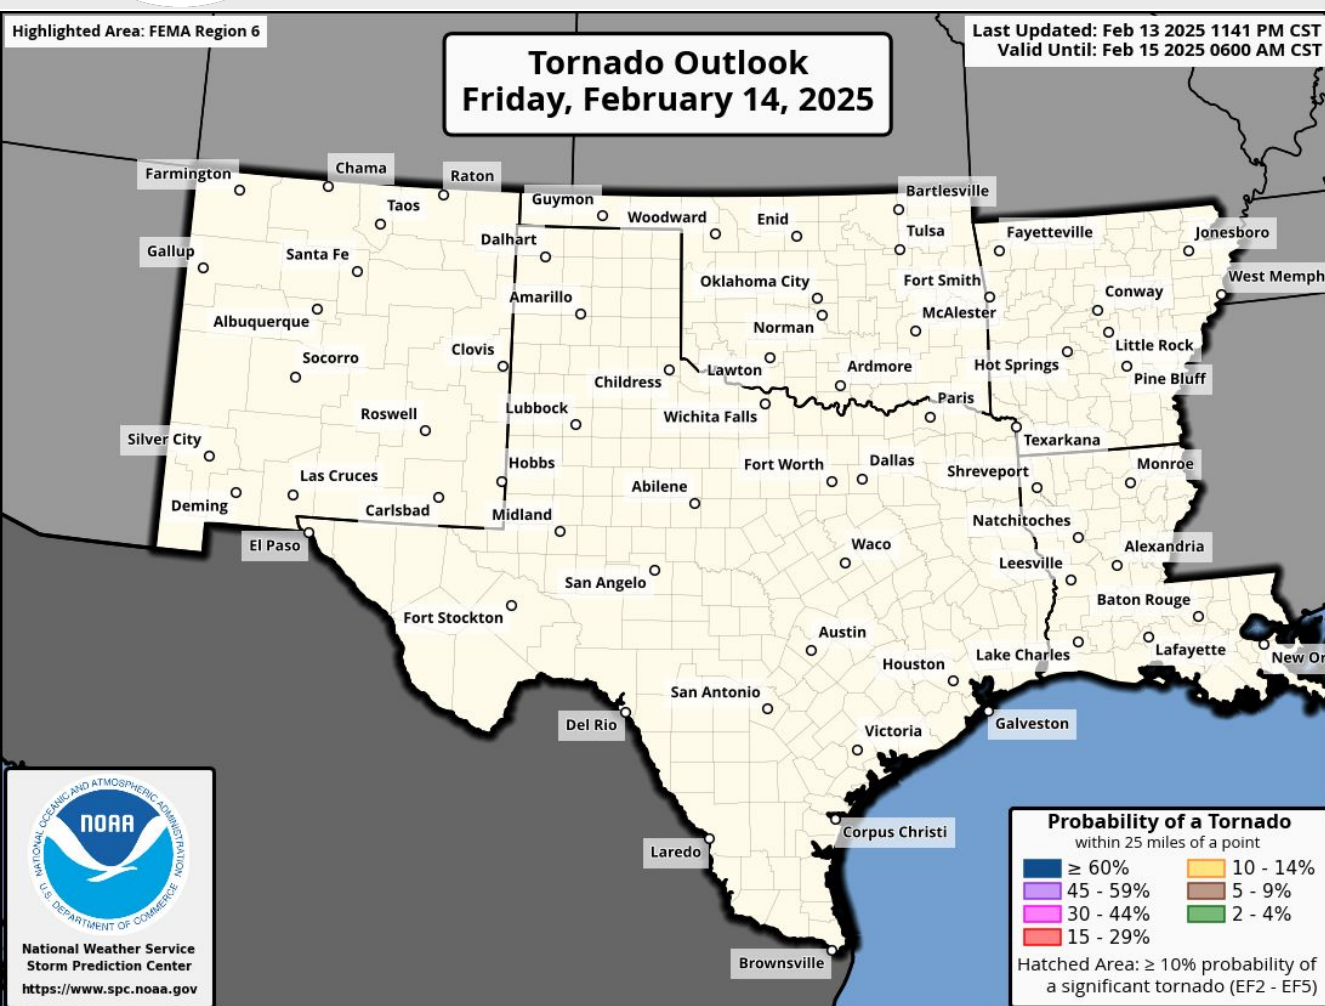 Highlighted Area: FEMA Region 6
Last Updated: Feb 13 2025 1141 PM CST
Valid Until: Feb 15 2025 0600 AM CST
Tornado Outlook
Friday, February 14, 2025
Farmington
Chama
Raton
Taos
Guymon
Woodward
Enid
Bartlesville
Tulsa
Fayetteville
Jonesboro
Gallup
Santa Fe
Dalhart
Oklahoma City
Fort Smith
West Memph
Albuquerque
Amarillo
Norman
McAlester
Conway
Little Rock
Socorro
Clovis
Childress
Lawton
Ardmore
Hot Springs
Pine Bluff
Roswell
Lubbock
Wichita Falls
Paris
Texarkana
Silver City
Las Cruces
Hobbs
Fort Worth
Dallas
Shreveport
Monroe
Deming
Carlsbad
Midland
Abilene
Natchitoches
El Paso
Waco
Alexandria
San Angelo
Leesville
Fort Stockton
Baton Rouge
Austin
Houston
Lake Charles
Lafayette
New Or
San Antonio
Del Rio
Victoria
Galveston
Laredo
Corpus Christi
Brownsville
NATIONAL OCEANIC AND ATMOSPHERIC ADMINISTRATION
NOAA
U.S. DEPARTMENT OF COMMERCE
National Weather Service
Storm Prediction Center
https://www.spc.noaa.gov
Probability of a Tornado
within 25 miles of a point
≥ 60%
10 - 14%
45 - 59%
5 - 9%
30 - 44%
2 - 4%
15 - 29%
Hatched Area: ≥ 10% probability of
a significant tornado (EF2 - EF5)